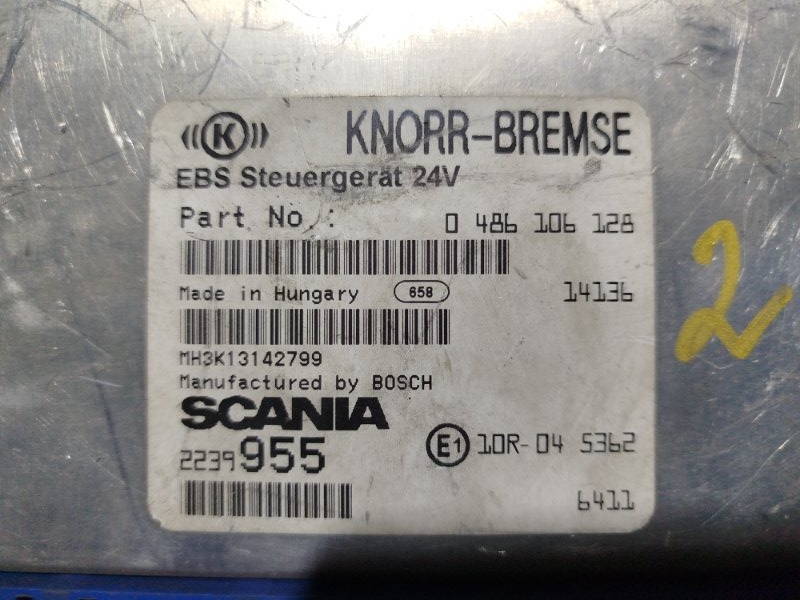 K KNORR-BREMSE
EBS Steuergerät 24V
Part No.: 0 486 106 128
Made in Hungary 658 14136
MH3K13142799
Manufactured by BOSCH
SCANIA
2239955 E1 10R-04 5362
6411
2